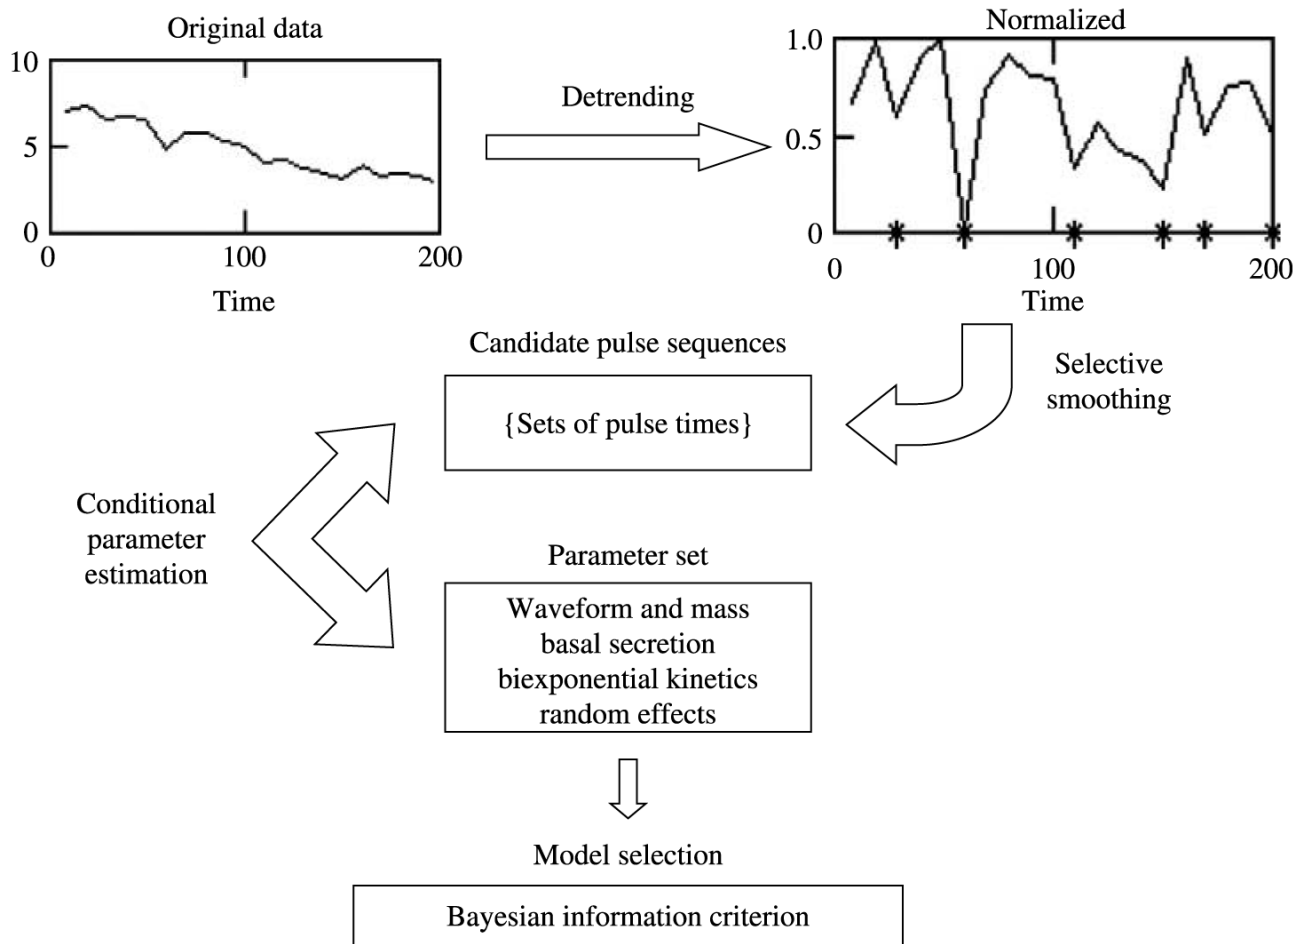 Original data
10
5
0
0
100
200
Time
Detrending
Normalized
1.0
0.5
0
0
100
200
Time
Selective
smoothing
Candidate pulse sequences
{Sets of pulse times}
Conditional
parameter
estimation
Parameter set
Waveform and mass
basal secretion
biexponential kinetics
random effects
Model selection
Bayesian information criterion